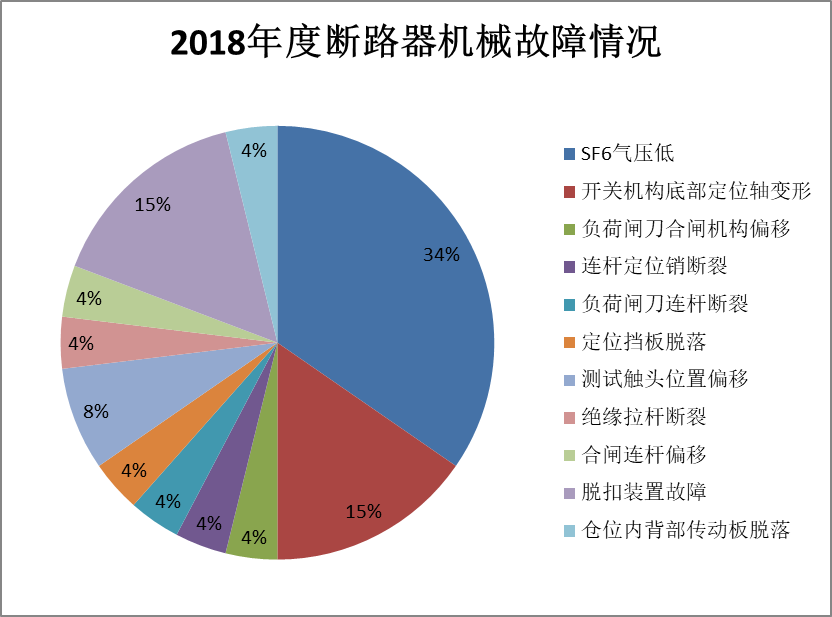 2018年度断路器机械故障情况
4%
34%
15%
4%
4%
8%
4%
4%
4%
15%
4%
SF6气压低
开关机构底部定位轴变形
负荷闸刀合闸机构偏移
连杆定位销断裂
负荷闸刀连杆断裂
定位挡板脱落
测试触头位置偏移
绝缘拉杆断裂
合闸连杆偏移
脱扣装置故障
仓位内背部传动板脱落